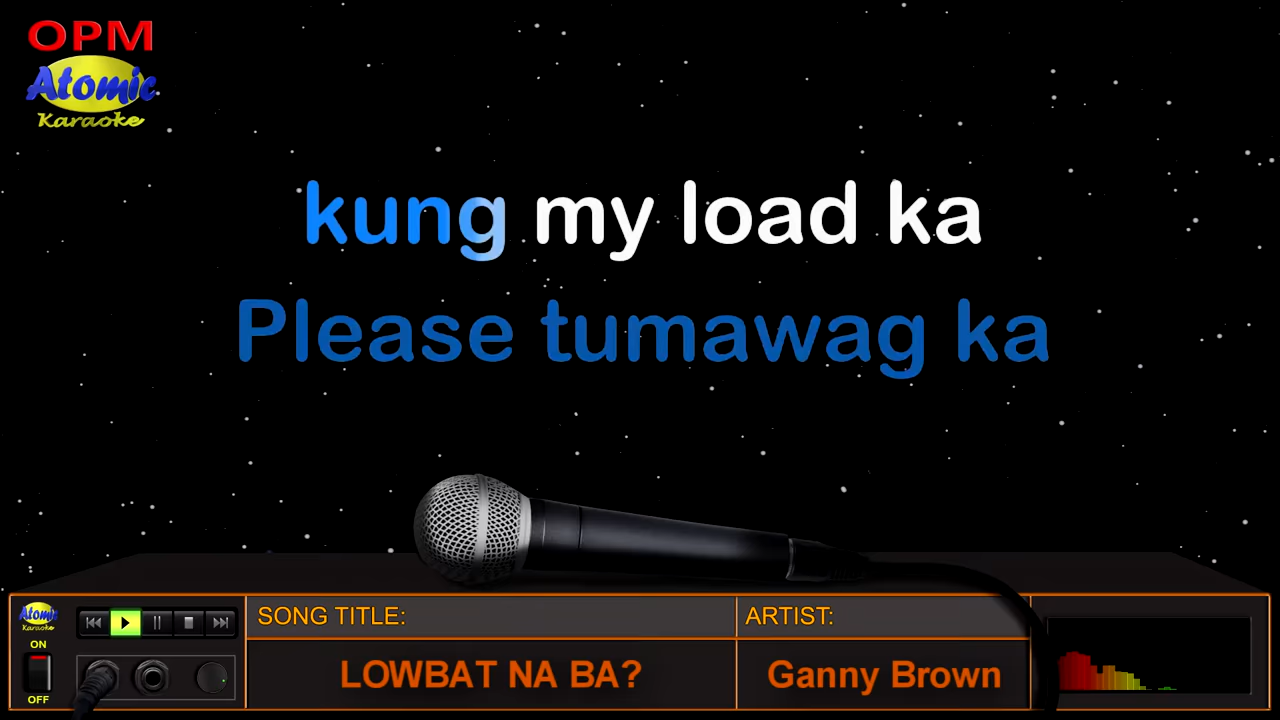 OPM
Atomic
Karaoke
kung my load ka
Please tumawag ka
Atomic
Karaoke
ON
OFF
SONG TITLE:
LOWBAT NA BA?
ARTIST:
Ganny Brown